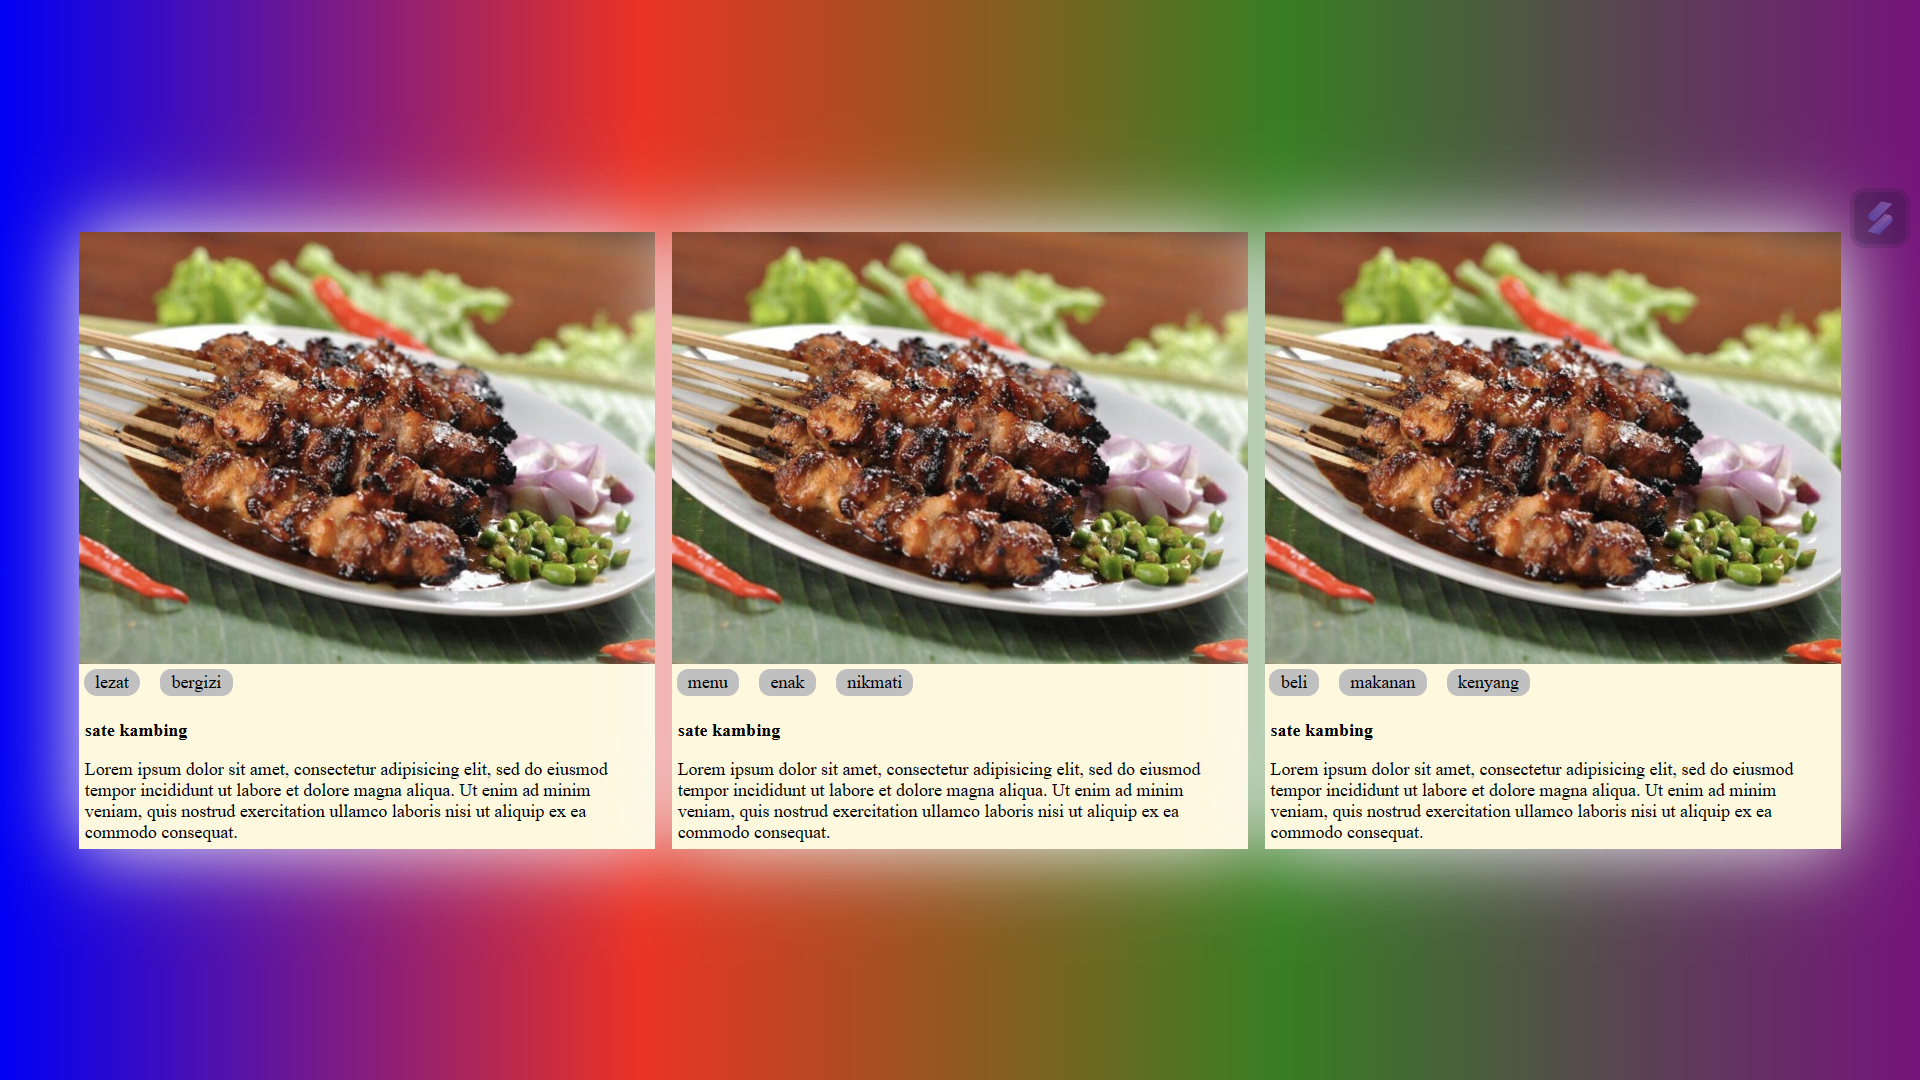 lezat bergizi
sate kambing
Lorem ipsum dolor sit amet, consectetur adipisicing elit, sed do eiusmod
tempor incididunt ut labore et dolore magna aliqua. Ut enim ad minim
veniam, quis nostrud exercitation ullamco laboris nisi ut aliquip ex ea
commodo consequat.
menu enak nikmati
sate kambing
Lorem ipsum dolor sit amet, consectetur adipisicing elit, sed do eiusmod
tempor incididunt ut labore et dolore magna aliqua. Ut enim ad minim
veniam, quis nostrud exercitation ullamco laboris nisi ut aliquip ex ea
commodo consequat.
beli makanan kenyang
sate kambing
Lorem ipsum dolor sit amet, consectetur adipisicing elit, sed do eiusmod
tempor incididunt ut labore et dolore magna aliqua. Ut enim ad minim
veniam, quis nostrud exercitation ullamco laboris nisi ut aliquip ex ea
commodo consequat.